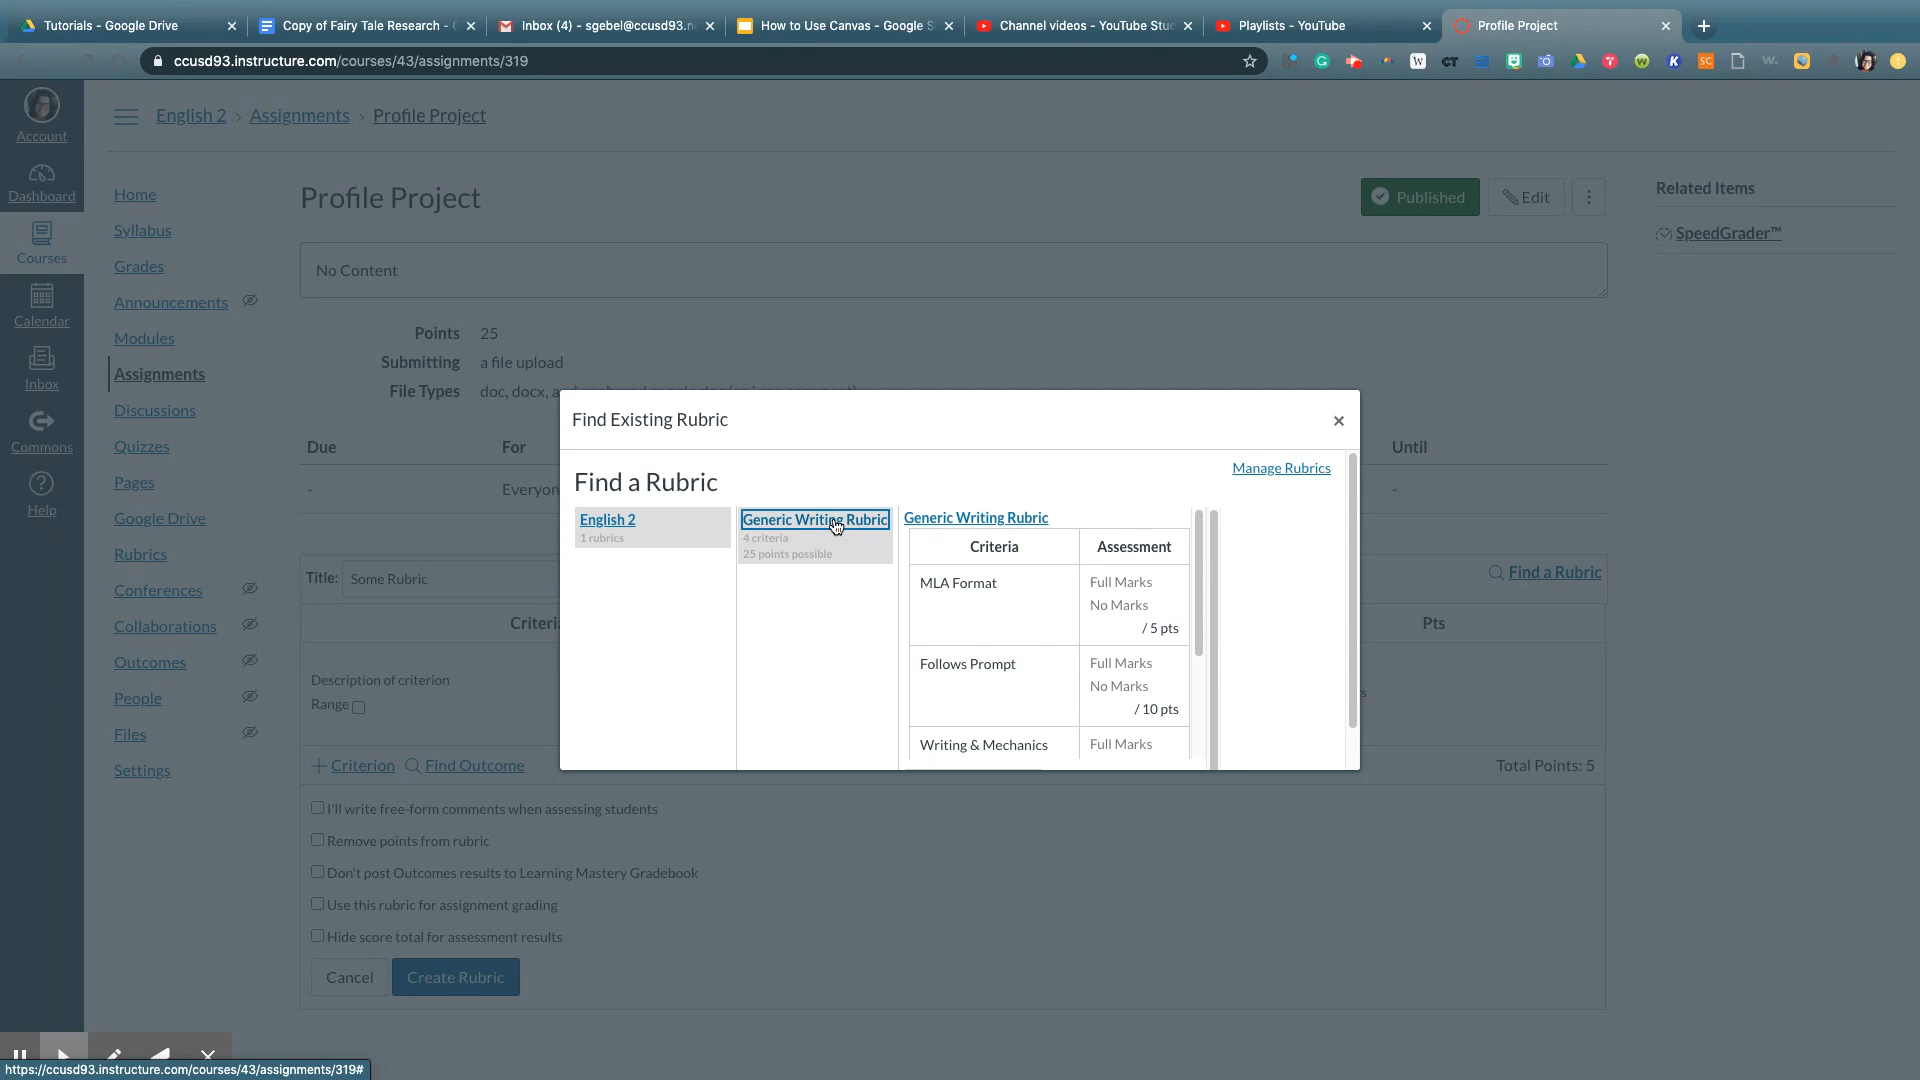 Tutorials - Google Drive
Copy of Fairy Tale Research -
Inbox (4) - sgebel@ccusd93.n
How to Use Canvas - Google S
Channel videos - YouTube Stu
Playlists - YouTube
Profile Project
ccusd93.instructure.com/courses/43/assignments/319
Account
Dashboard
Courses
Calendar
Inbox
Commons
Help
English 2 > Assignments > Profile Project
Home
Syllabus
Grades
Announcements
Modules
Assignments
Discussions
Quizzes
Pages
Google Drive
Rubrics
Conferences
Collaborations
Outcomes
People
Files
Settings
Profile Project
Published
Edit
Related Items
SpeedGrader™
No Content
Points 25
Submitting a file upload
File Types doc, docx, a
Due For Until
- Everyon -
Title: Some Rubric
Find a Rubric
Criteri Pts
Description of criterion
Range
Criterion Find Outcome
Total Points: 5
I'll write free-form comments when assessing students
Remove points from rubric
Don't post Outcomes results to Learning Mastery Gradebook
Use this rubric for assignment grading
Hide score total for assessment results
Cancel Create Rubric
Find Existing Rubric ×
Manage Rubrics
Find a Rubric
English 2
1 rubrics
Generic Writing Rubric
4 criteria
25 points possible
Generic Writing Rubric
Criteria Assessment
MLA Format Full Marks
No Marks
/ 5 pts
Follows Prompt Full Marks
No Marks
/ 10 pts
Writing & Mechanics Full Marks
https://ccusd93.instructure.com/courses/43/assignments/319#